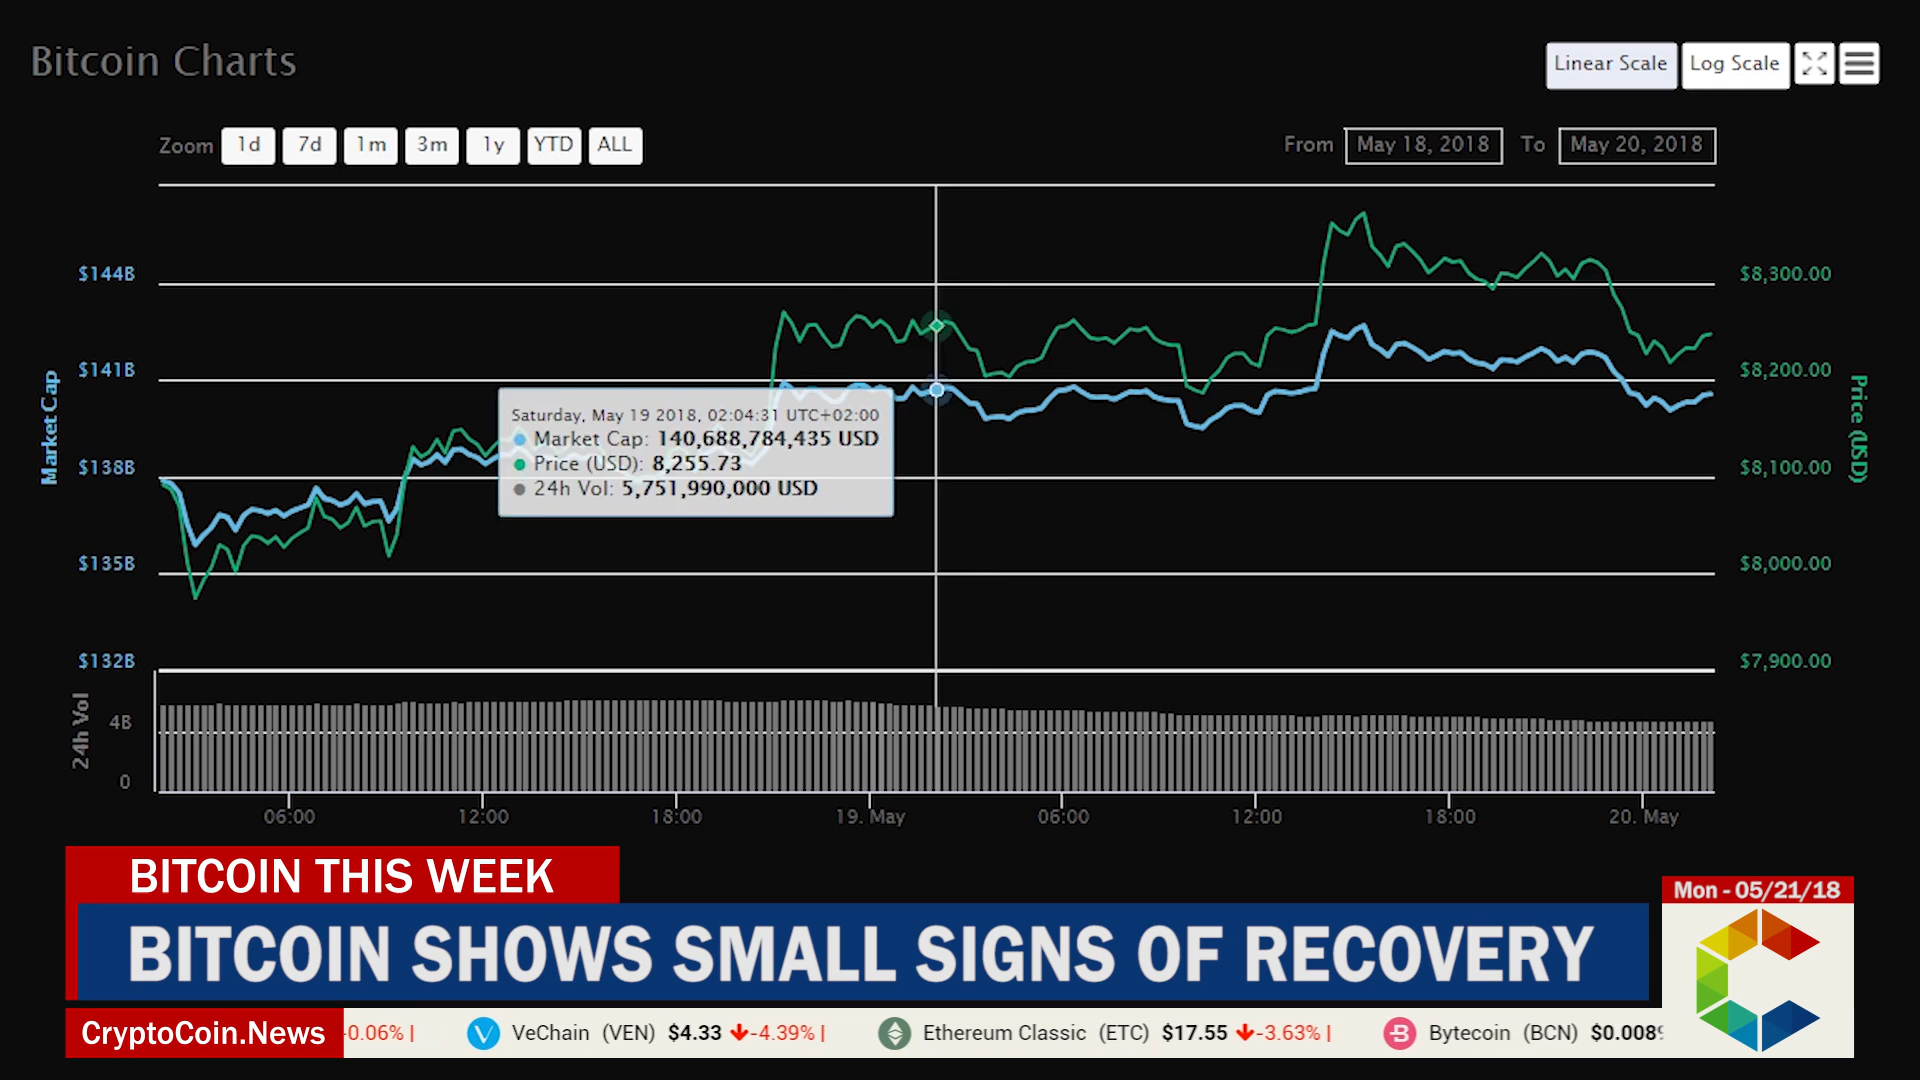 Bitcoin Charts
Linear Scale
Log Scale
Zoom 1d 7d 1m 3m 1y YTD ALL
From May 18, 2018 To May 20, 2018
$144B
$141B
$138B
$135B
$132B
Market Cap
$8,300.00
$8,200.00
$8,100.00
$8,000.00
$7,900.00
Price (USD)
Saturday, May 19 2018, 02:04:31 UTC+02:00
Market Cap: 140,688,784,435 USD
Price (USD): 8,255.73
24h Vol: 5,751,990,000 USD
24h Vol
4B
0
06:00 12:00 18:00 19. May 06:00 12:00 18:00 20. May
BITCOIN THIS WEEK
BITCOIN SHOWS SMALL SIGNS OF RECOVERY
Mon - 05/21/18
CryptoCoin.News
-0.06% | VeChain (VEN) $4.33 -4.39% | Ethereum Classic (ETC) $17.55 -3.63% | Bytecoin (BCN) $0.008